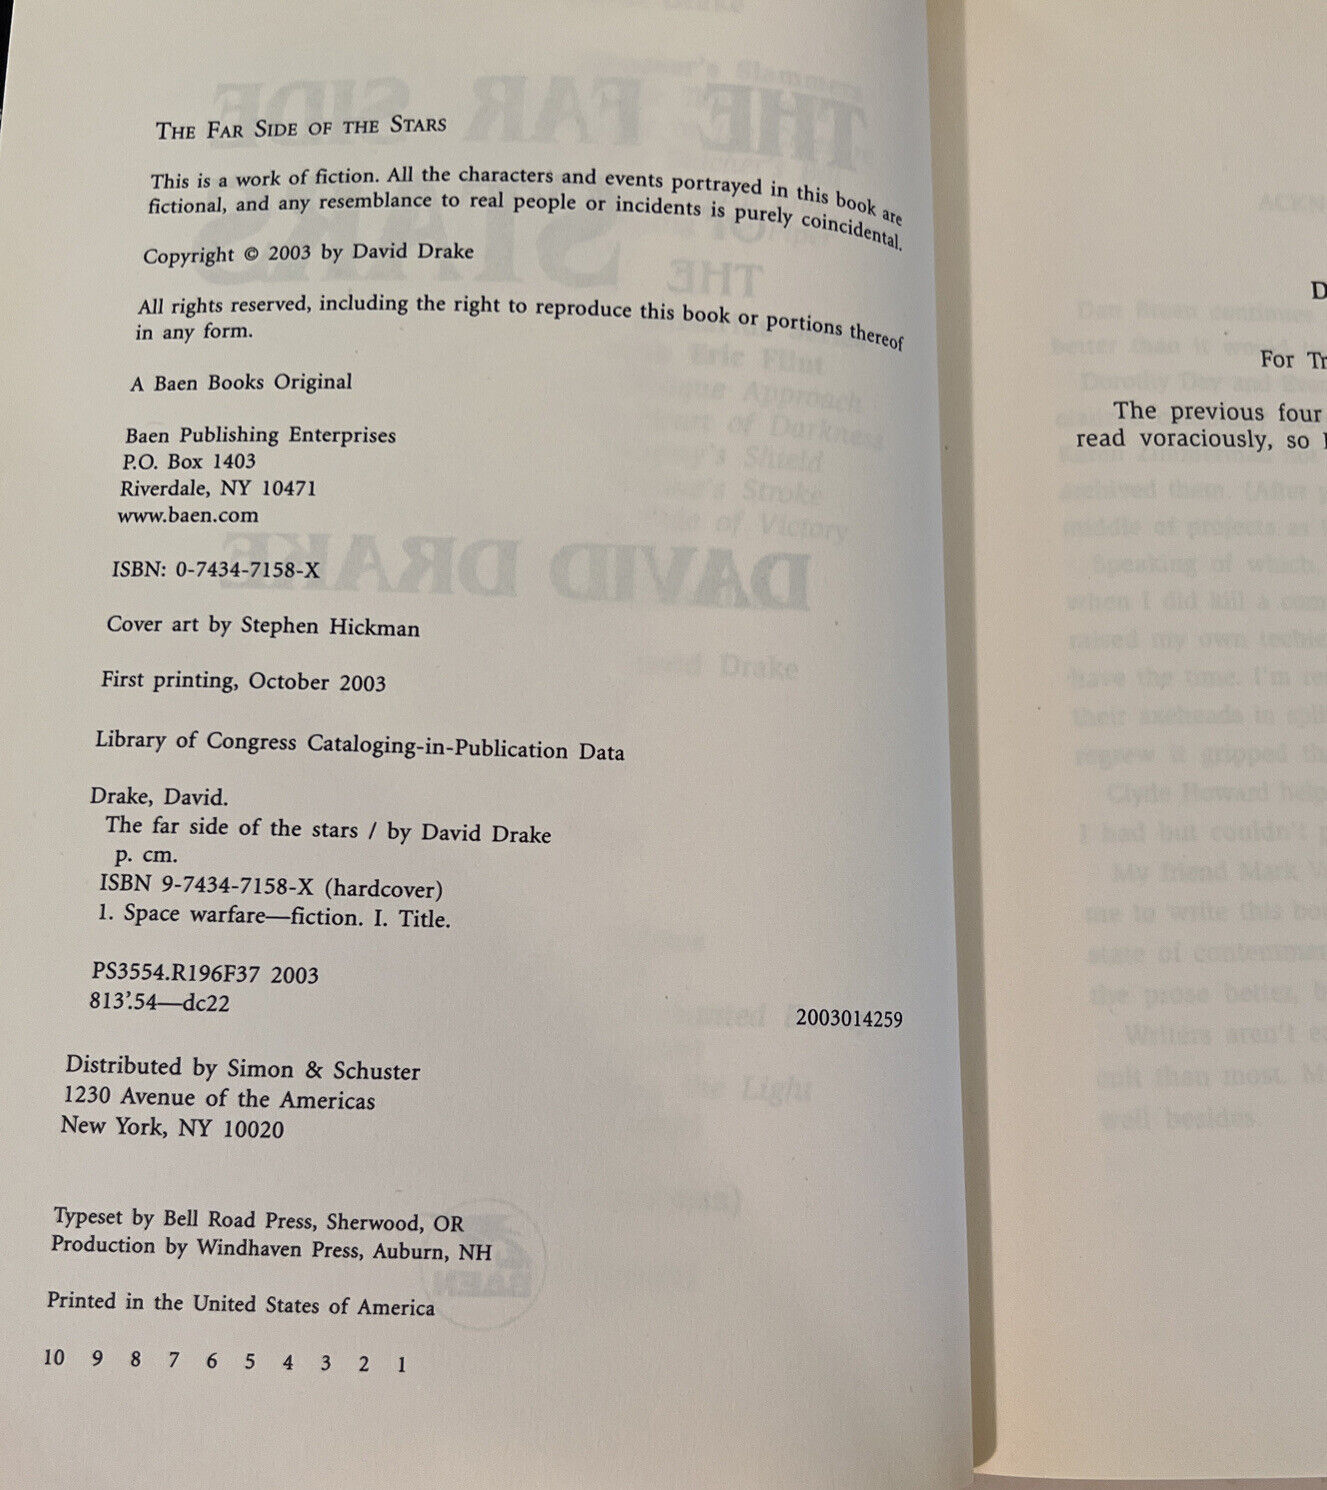 THE FAR SIDE OF THE STARS
This is a work of fiction. All the characters and events portrayed in this book are
fictional, and any resemblance to real people or incidents is purely coincidental.
Copyright © 2003 by David Drake
All rights reserved, including the right to reproduce this book or portions thereof
in any form.
A Baen Books Original
Baen Publishing Enterprises
P.O. Box 1403
Riverdale, NY 10471
www.baen.com
ISBN: 0-7434-7158-X
Cover art by Stephen Hickman
First printing, October 2003
Library of Congress Cataloging-in-Publication Data
Drake, David.
The far side of the stars / by David Drake
p. cm.
ISBN 9-7434-7158-X (hardcover)
1. Space warfare—fiction. I. Title.
PS3554.R196F37 2003
813'.54—dc22
2003014259
Distributed by Simon & Schuster
1230 Avenue of the Americas
New York, NY 10020
Typeset by Bell Road Press, Sherwood, OR
Production by Windhaven Press, Auburn, NH
Printed in the United States of America
10 9 8 7 6 5 4 3 2 1
D
For Tr
The previous four
read voraciously, so I